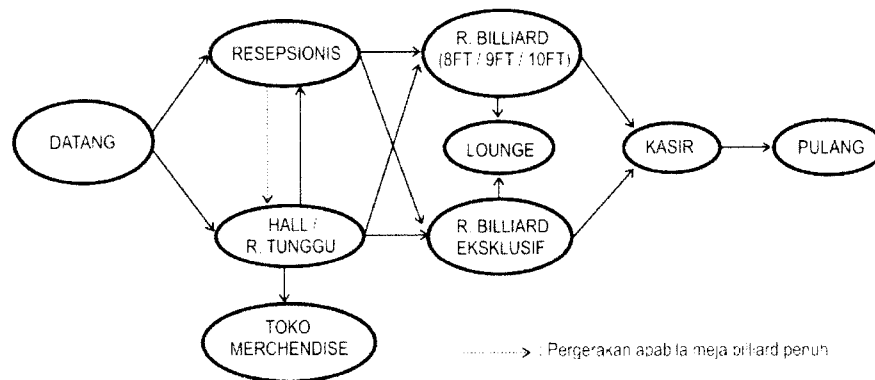 RESEPSIONIS
R. BILLIARD
(8FT / 9FT / 10FT)
DATANG
LOUNGE
KASIR
PULANG
HALL /
R. TUNGGU
R. BILLIARD
EKSKLUSIF
TOKO
MERCHENDISE
: Pergerakan apabila meja billiard penuh